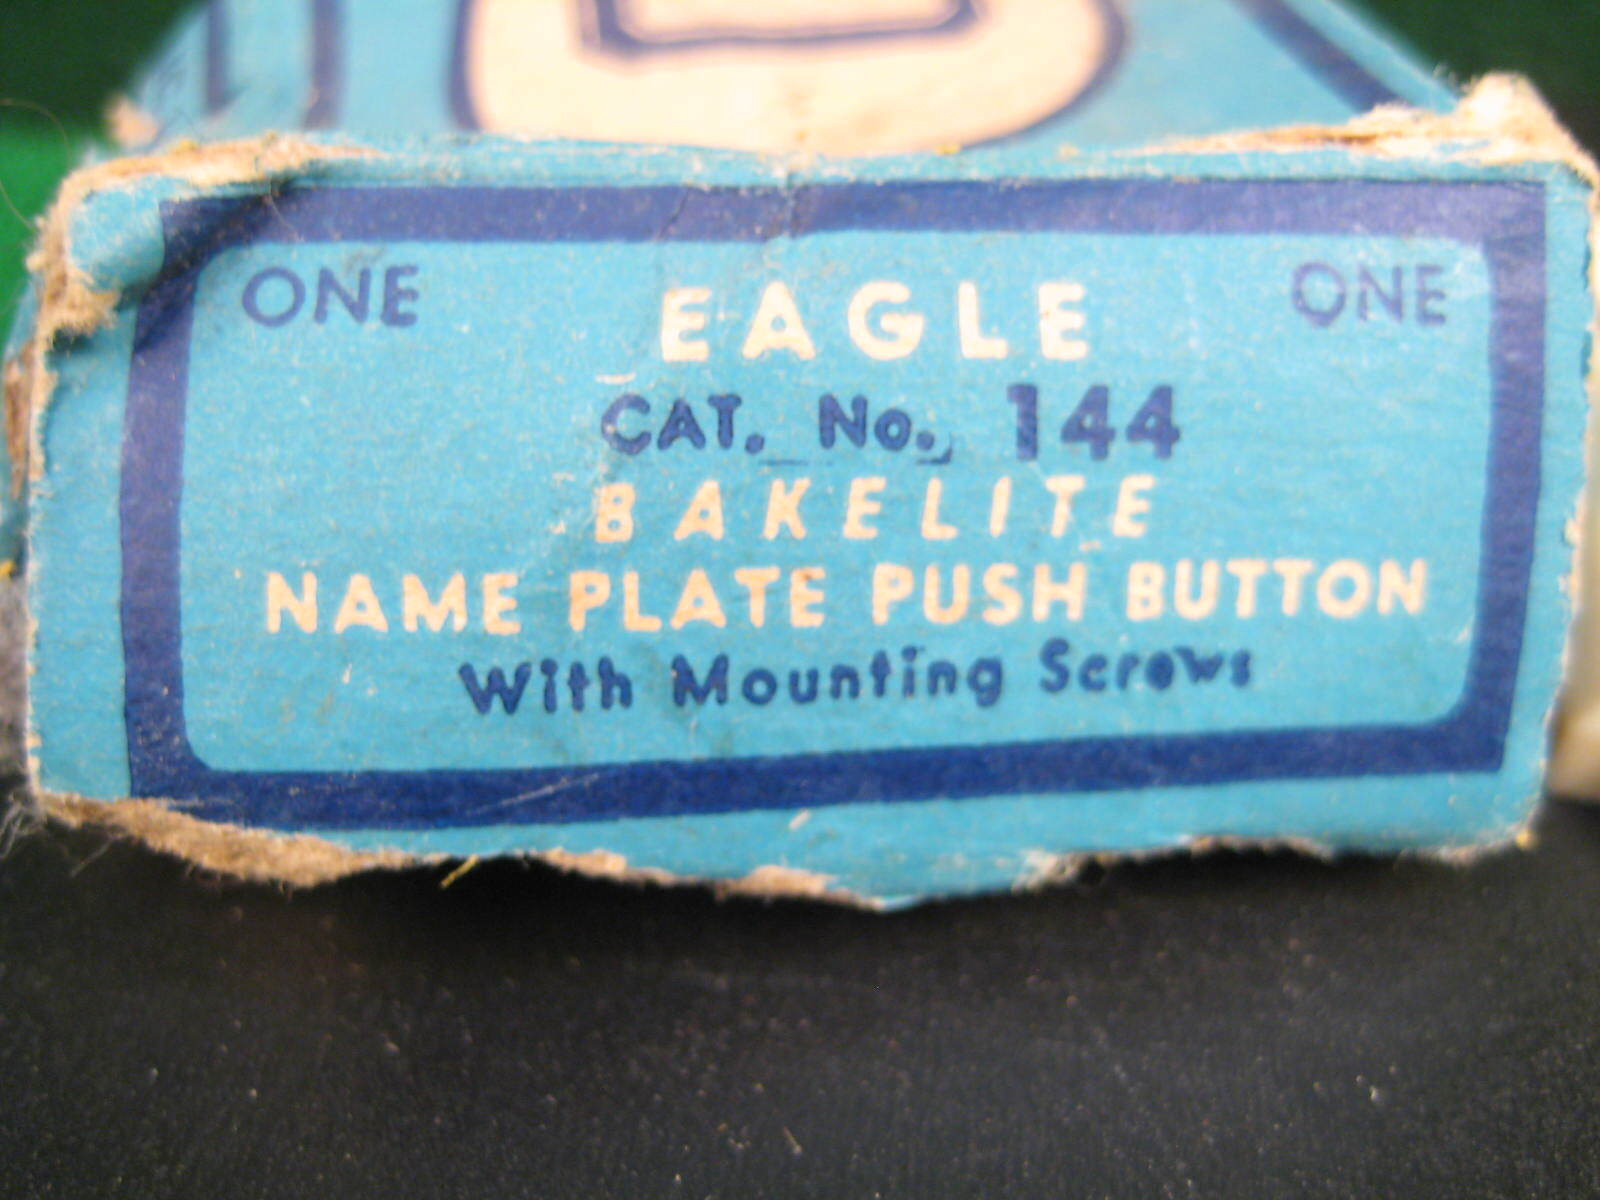 ONE EAGLE ONE
CAT. No. 144
BAKELITE
NAME PLATE PUSH BUTTON
With Mounting Screws